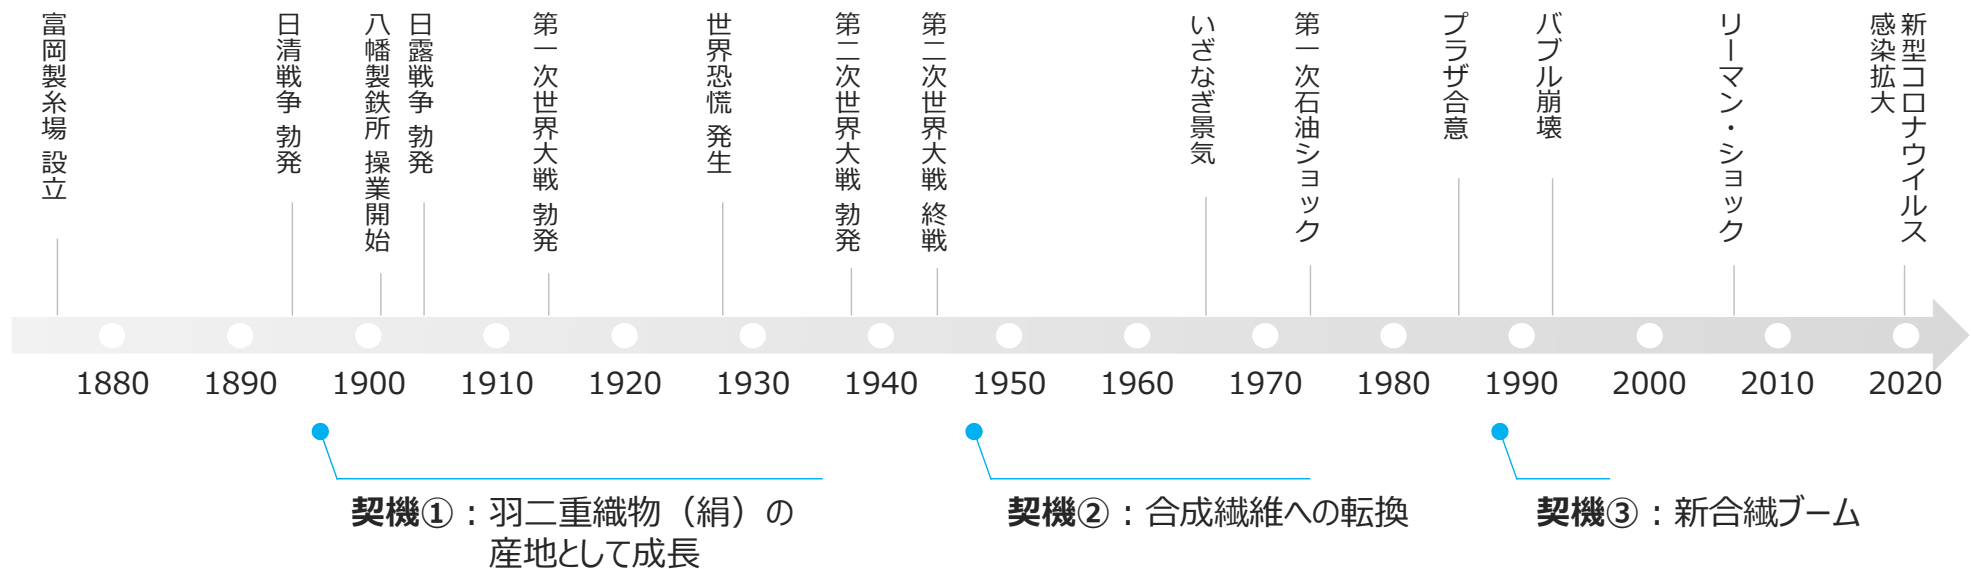 富岡製糸場 設立
日清戦争 勃発
八幡製鉄所 操業開始
日露戦争 勃発
第一次世界大戦 勃発
世界恐慌 発生
第二次世界大戦 勃発
第二次世界大戦 終戦
いざなぎ景気
第一次石油ショック
プラザ合意
バブル崩壊
リーマン・ショック
新型コロナウイルス
感染拡大
1880 1890 1900 1910 1920 1930 1940 1950 1960 1970 1980 1990 2000 2010 2020
契機①：羽二重織物（絹）の
産地として成長
契機②：合成繊維への転換
契機③：新合繊ブーム